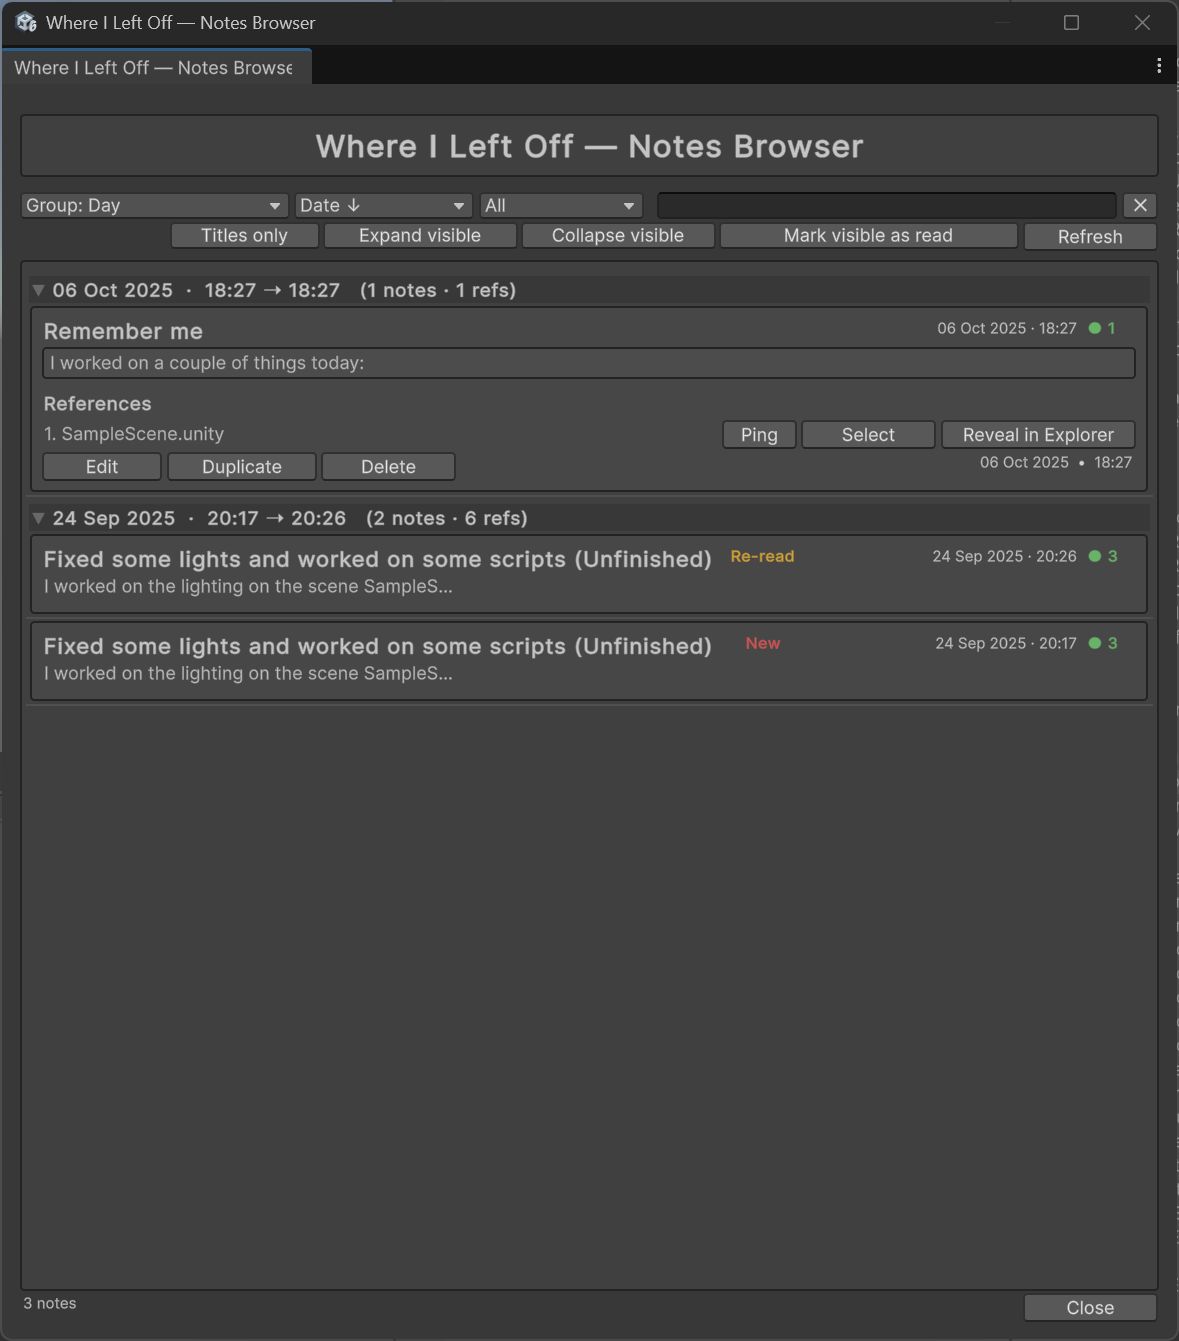 Where I Left Off — Notes Browser
Where I Left Off — Notes Browse
Where I Left Off — Notes Browser
Group: Day Date ↓ All
Titles only Expand visible Collapse visible Mark visible as read Refresh
06 Oct 2025 · 18:27 → 18:27 (1 notes · 1 refs)
Remember me 06 Oct 2025 · 18:27 ● 1
I worked on a couple of things today:
References
1. SampleScene.unity Ping Select Reveal in Explorer
Edit Duplicate Delete 06 Oct 2025 • 18:27
24 Sep 2025 · 20:17 → 20:26 (2 notes · 6 refs)
Fixed some lights and worked on some scripts (Unfinished) Re-read 24 Sep 2025 · 20:26 ● 3
I worked on the lighting on the scene SampleS...
Fixed some lights and worked on some scripts (Unfinished) New 24 Sep 2025 · 20:17 ● 3
I worked on the lighting on the scene SampleS...
3 notes Close